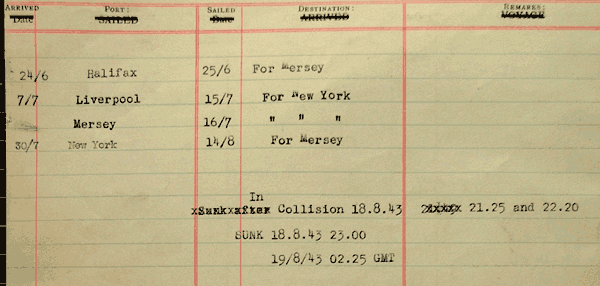 ARRIVED PORT: SAILED DESTINATION: REMARKS:
Date SAILED Date ARRIVED VOYAGE
24/6 Halifax 25/6 For Mersey
7/7 Liverpool 15/7 For New York
Mersey 16/7 " " "
30/7 New York 14/8 For Mersey
In
Sunk after Collision 18.8.43 21.25 and 22.20
SUNK 18.8.43 23.00
19/8/43 02.25 GMT